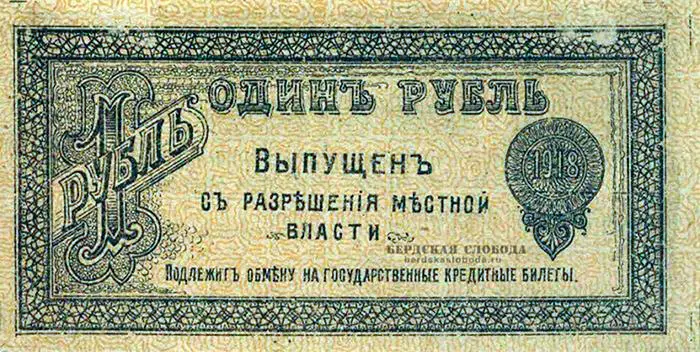 ОДИНЪ РУБЛЬ
1
РУБЛЬ
ВЫПУЩЕНЪ
СЪ РАЗРѢШЕНІЯ МѢСТНОЙ
ВЛАСТИ
1918
БЕРДСКАЯ СЛОБОДА
berdskasloboda.ru
ПОДЛЕЖИТЪ ОБМѢНУ НА ГОСУДАРСТВЕННЫЕ КРЕДИТНЫЕ БИЛЕТЫ.